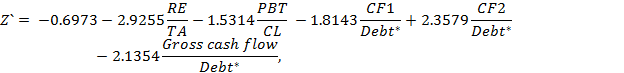 Z` = -0.6973 - 2.9255 RE/TA - 1.5314 PBT/CL - 1.8143 CF1/Debt* + 2.3579 CF2/Debt*
- 2.1354 Gross cash flow/Debt*,